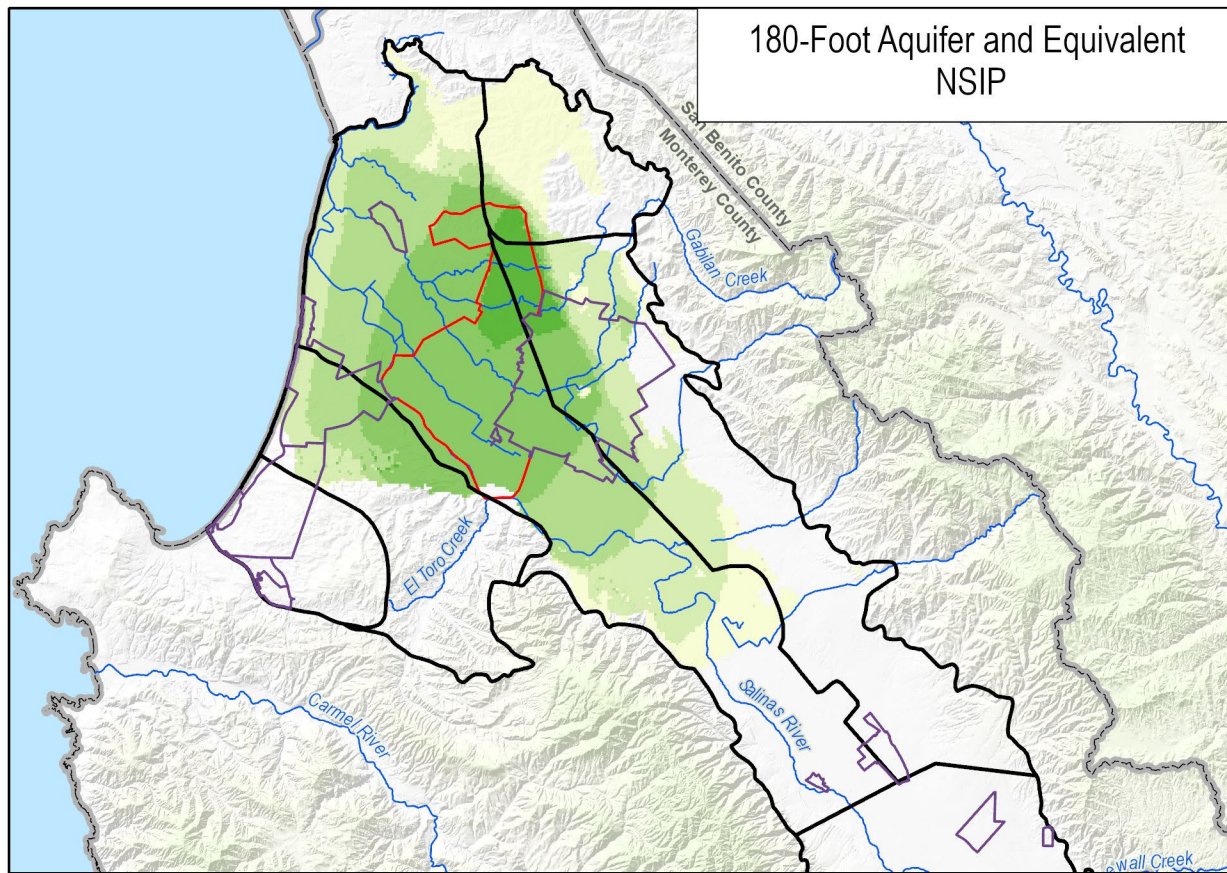 180-Foot Aquifer and Equivalent
NSIP
San Benito County
Monterey County
Gabilan Creek
El Toro Creek
Carmel River
Salinas River
wall Creek